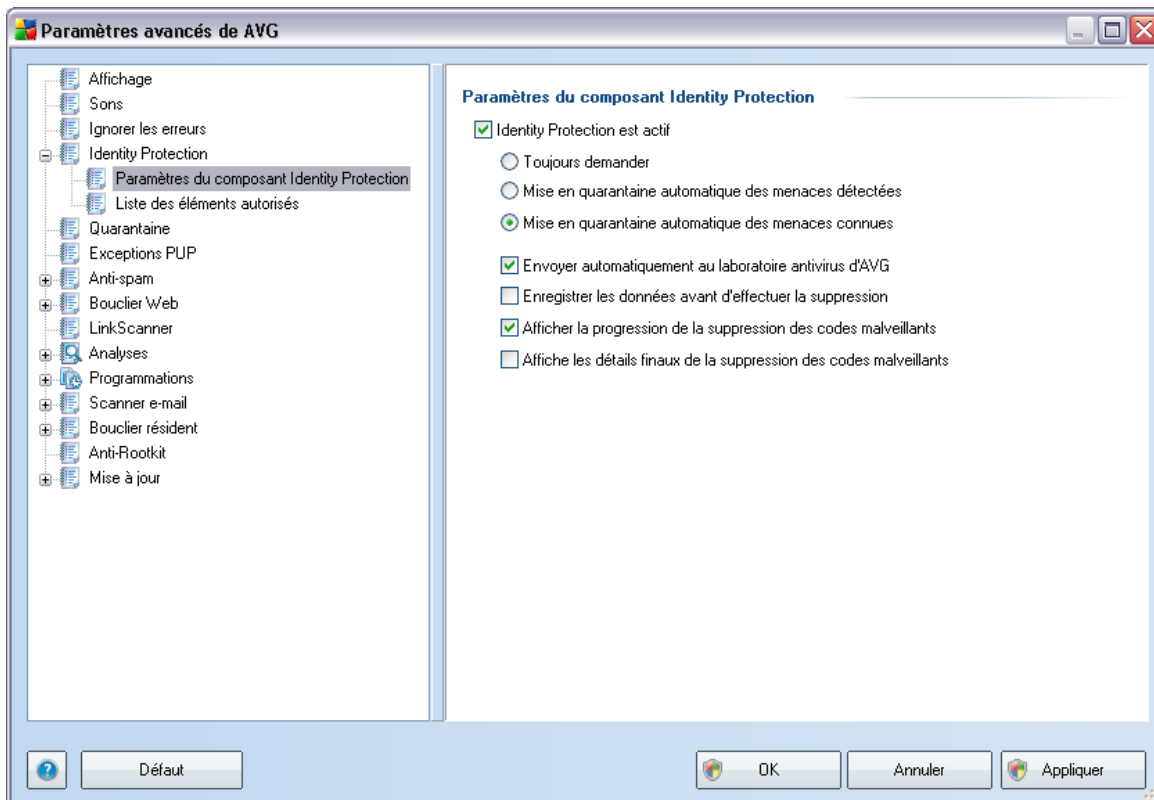 Paramètres avancés de AVG
Affichage
Sons
Ignorer les erreurs
Identity Protection
Paramètres du composant Identity Protection
Liste des éléments autorisés
Quarantaine
Exceptions PUP
Anti-spam
Bouclier Web
LinkScanner
Analyses
Programmations
Scanner e-mail
Bouclier résident
Anti-Rootkit
Mise à jour
Paramètres du composant Identity Protection
Identity Protection est actif
Toujours demander
Mise en quarantaine automatique des menaces détectées
Mise en quarantaine automatique des menaces connues
Envoyer automatiquement au laboratoire antivirus d'AVG
Enregistrer les données avant d'effectuer la suppression
Afficher la progression de la suppression des codes malveillants
Affiche les détails finaux de la suppression des codes malveillants
Défaut
OK
Annuler
Appliquer